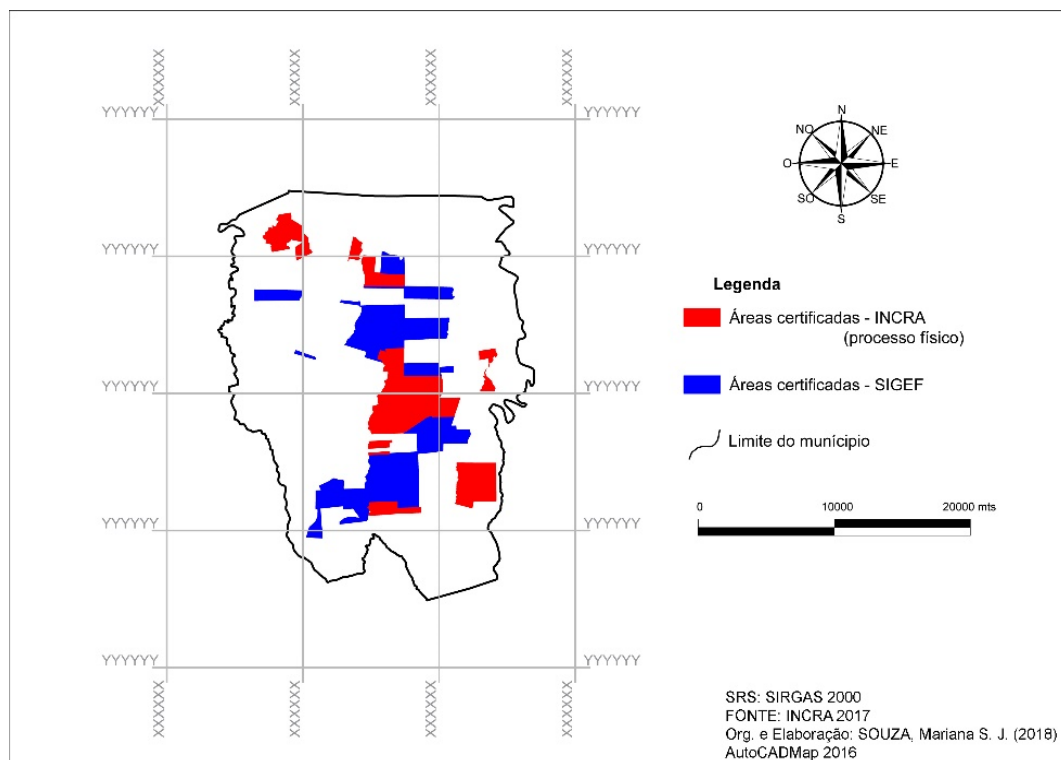 XXXXXX XXXXXX XXXXXX XXXXXX
YYYYYY YYYYYY
YYYYYY YYYYYY
YYYYYY YYYYYY
YYYYYY YYYYYY
YYYYYY YYYYYY
XXXXXX XXXXXX XXXXXX XXXXXX
N
NO NE
O E
SO SE
S
Legenda
Áreas certificadas - INCRA
(processo físico)
Áreas certificadas - SIGEF
Limite do munícipio
0 10000 20000 mts
SRS: SIRGAS 2000
FONTE: INCRA 2017
Org. e Elaboração: SOUZA, Mariana S. J. (2018)
AutoCADMap 2016